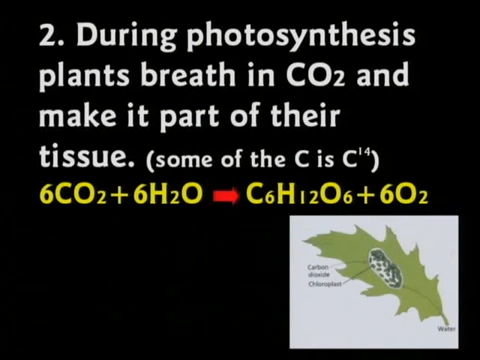 2. During photosynthesis
plants breath in CO2 and
make it part of their
tissue. (some of the C is C¹⁴)
6CO2+6H2O ➡ C6H12O6+6O2
Carbon
dioxide
Chloroplast
Water